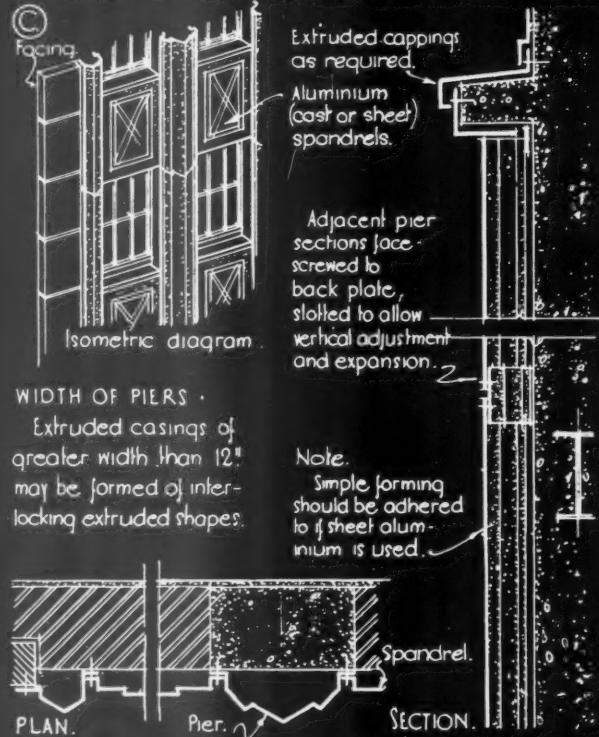 ©
Facing.
Isometric diagram.
Extruded cappings
as required.
Aluminium
(cast or sheet)
spandrels.
Adjacent pier
sections face-
screwed to
back plate,
slotted to allow
vertical adjustment
and expansion.
WIDTH OF PIERS.
Extruded casings of
greater width than 12"
may be formed of inter-
locking extruded shapes.
Note.
Simple forming
should be adhered
to if sheet alum-
inium is used.
Spandrel.
PLAN.
Pier.
SECTION.